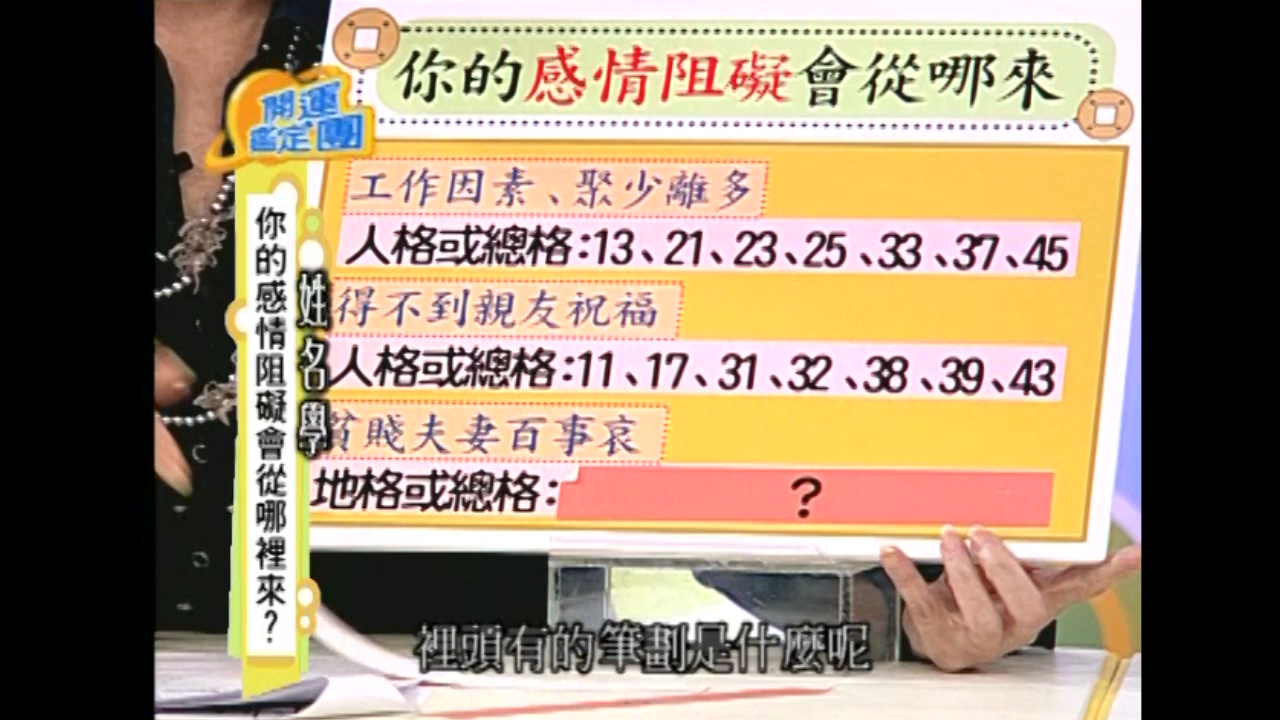 你的感情阻礙會從哪來
開運
鑑定團
工作因素、聚少離多
人格或總格:13、21、23、25、33、37、45
得不到親友祝福
人格或總格:11、17、31、32、38、39、43
貧賤夫妻百事哀
地格或總格:?
姓名學
你的感情阻礙會從哪裡來?
裡頭有的筆劃是什麼呢